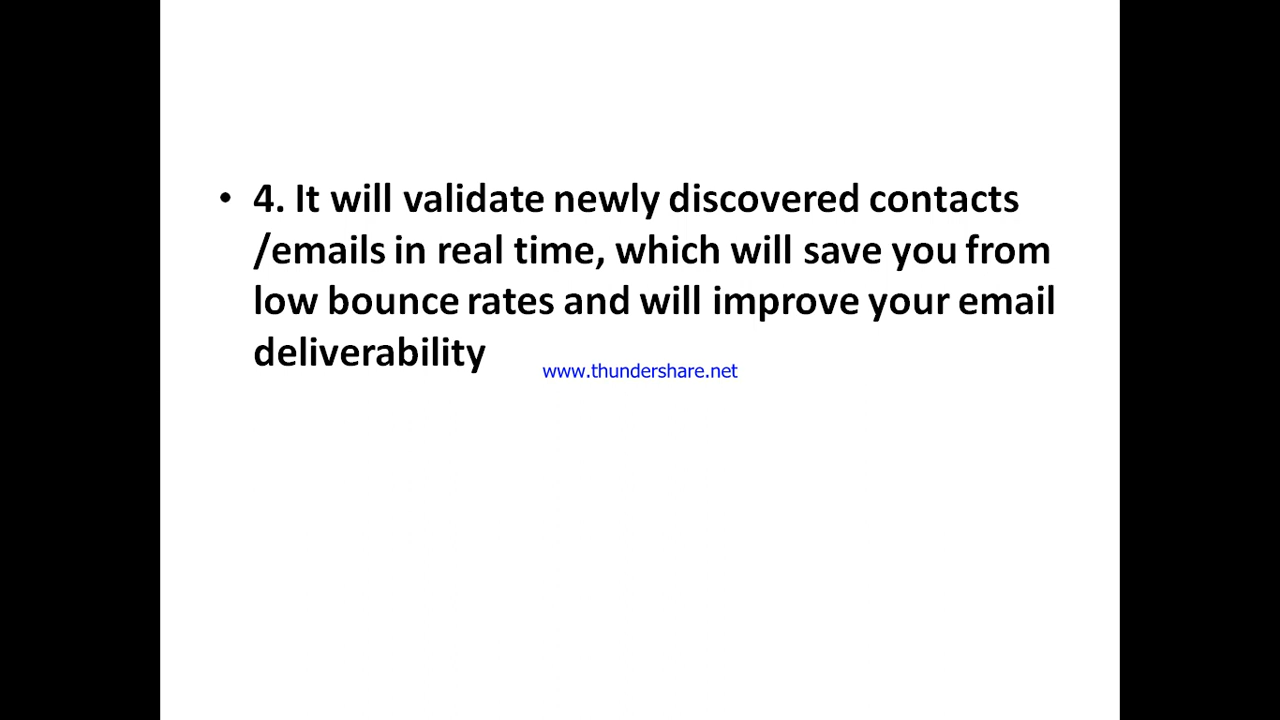 • 4. It will validate newly discovered contacts
/emails in real time, which will save you from
low bounce rates and will improve your email
deliverability
www.thundershare.net